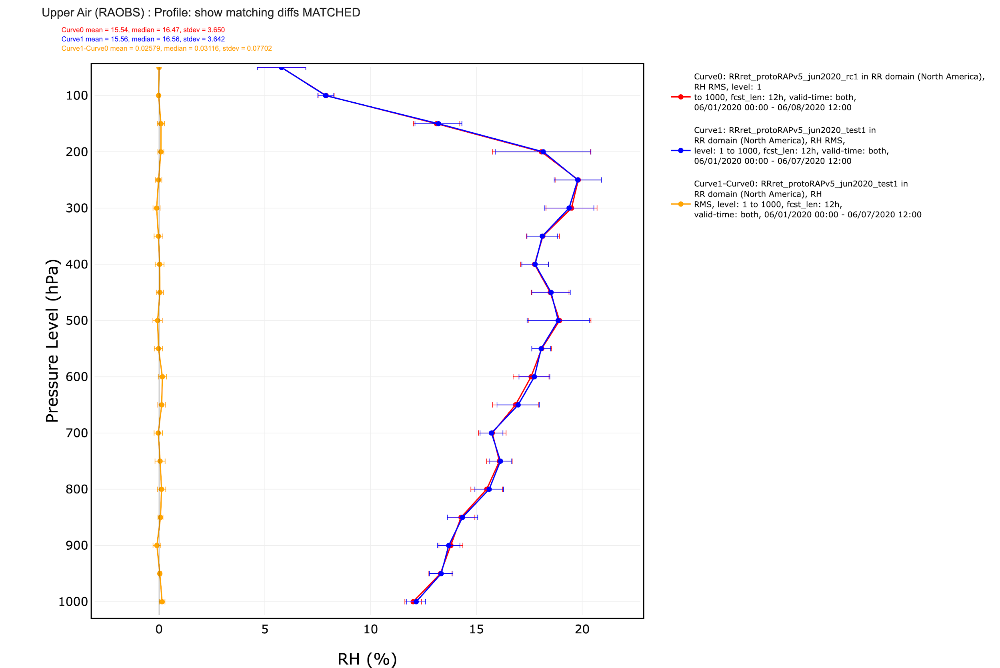 Upper Air (RAOBS) : Profile: show matching diffs MATCHED
Curve0 mean = 15.54, median = 16.47, stdev = 3.650
Curve1 mean = 15.56, median = 16.56, stdev = 3.642
Curve1-Curve0 mean = 0.02579, median = 0.03116, stdev = 0.07702
Curve0: RRret_protoRAPv5_jun2020_rc1 in RR domain (North America),
RH RMS, level: 1
to 1000, fcst_len: 12h, valid-time: both,
06/01/2020 00:00 - 06/08/2020 12:00
Curve1: RRret_protoRAPv5_jun2020_test1 in
RR domain (North America), RH RMS,
level: 1 to 1000, fcst_len: 12h, valid-time: both,
06/01/2020 00:00 - 06/07/2020 12:00
Curve1-Curve0: RRret_protoRAPv5_jun2020_test1 in
RR domain (North America), RH
RMS, level: 1 to 1000, fcst_len: 12h,
valid-time: both, 06/01/2020 00:00 - 06/07/2020 12:00
Pressure Level (hPa)
100
200
300
400
500
600
700
800
900
1000
0 5 10 15 20
RH (%)